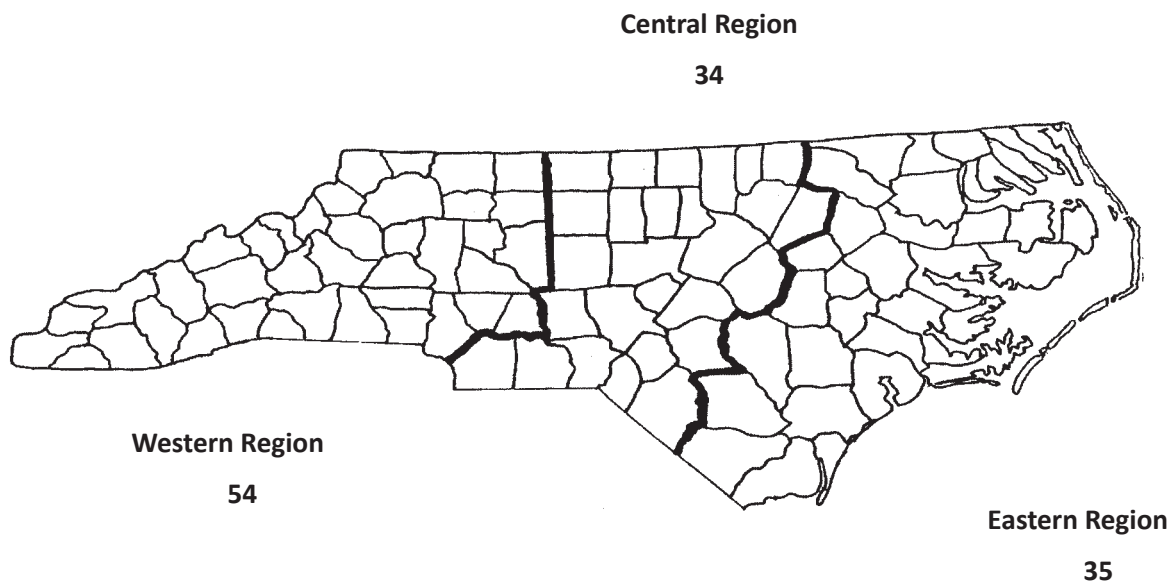 Central Region
34
Western Region
54
Eastern Region
35